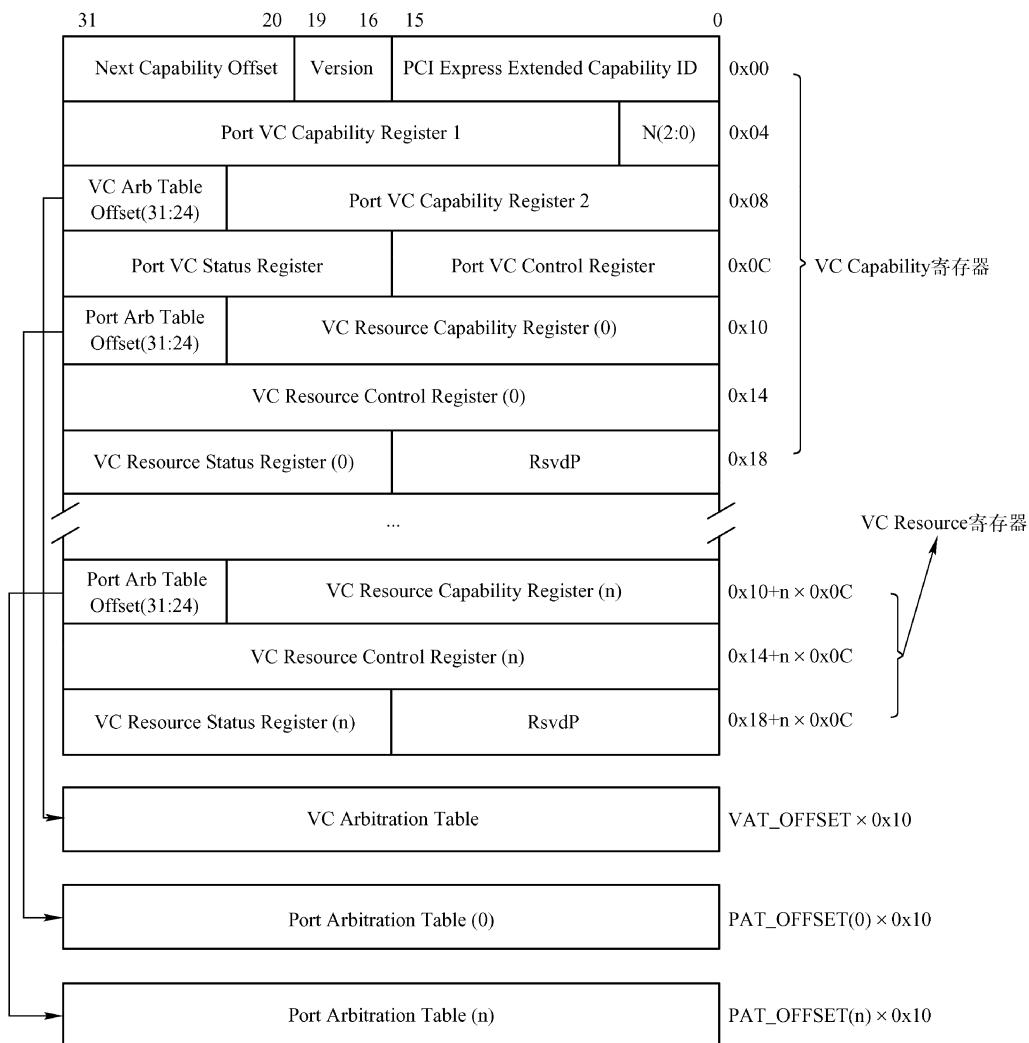 31 20 19 16 15 0
Next Capability Offset Version PCI Express Extended Capability ID 0x00
Port VC Capability Register 1 N(2:0) 0x04
VC Arb Table
Offset(31:24) Port VC Capability Register 2 0x08
Port VC Status Register Port VC Control Register 0x0C
VC Capability寄存器
Port Arb Table
Offset(31:24) VC Resource Capability Register (0) 0x10
VC Resource Control Register (0) 0x14
VC Resource Status Register (0) RsvdP 0x18
...
VC Resource寄存器
Port Arb Table
Offset(31:24) VC Resource Capability Register (n) 0x10+n × 0x0C
VC Resource Control Register (n) 0x14+n × 0x0C
VC Resource Status Register (n) RsvdP 0x18+n × 0x0C
VC Arbitration Table VAT_OFFSET × 0x10
Port Arbitration Table (0) PAT_OFFSET(0) × 0x10
Port Arbitration Table (n) PAT_OFFSET(n) × 0x10